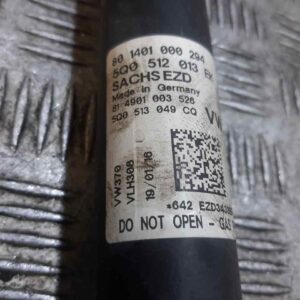 80 1401 000 294
5Q0 512 013 EK
SACHS EZD
Made in Germany
81 4901 003 526
5Q0 513 049 CQ
VW370
VLH308
19/01/16
*642
DO NOT OPEN - GAS